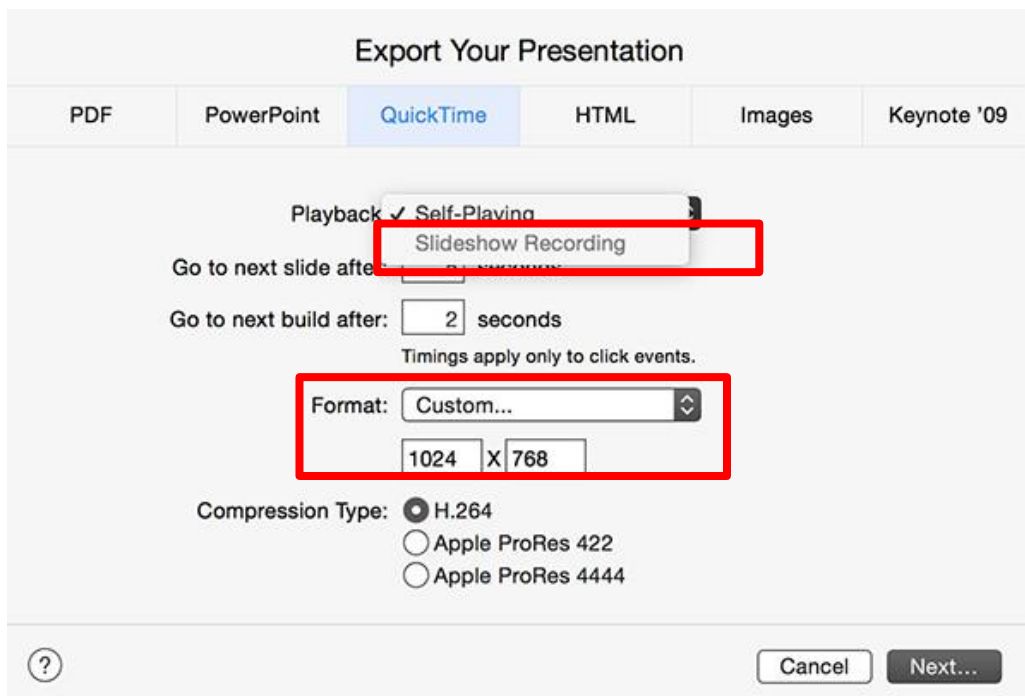 Export Your Presentation
PDF PowerPoint QuickTime HTML Images Keynote '09
Playback ✓ Self-Playing
Slideshow Recording
Go to next slide after: seconds
Go to next build after: 2 seconds
Timings apply only to click events.
Format: Custom...
1024 X 768
Compression Type: H.264
Apple ProRes 422
Apple ProRes 4444
? Cancel Next...